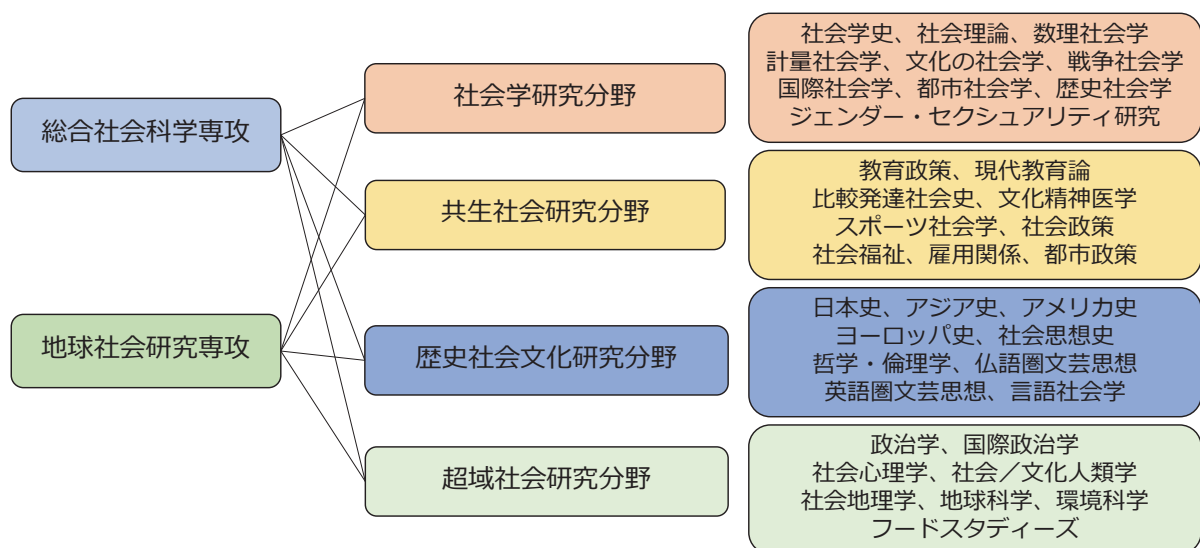 総合社会科学専攻
地球社会研究専攻
社会学研究分野
社会学史、社会理論、数理社会学
計量社会学、文化の社会学、戦争社会学
国際社会学、都市社会学、歴史社会学
ジェンダー・セクシュアリティ研究
共生社会研究分野
教育政策、現代教育論
比較発達社会史、文化精神医学
スポーツ社会学、社会政策
社会福祉、雇用関係、都市政策
歴史社会文化研究分野
日本史、アジア史、アメリカ史
ヨーロッパ史、社会思想史
哲学・倫理学、仏語圏文芸思想
英語圏文芸思想、言語社会学
超域社会研究分野
政治学、国際政治学
社会心理学、社会／文化人類学
社会地理学、地球科学、環境科学
フードスタディーズ